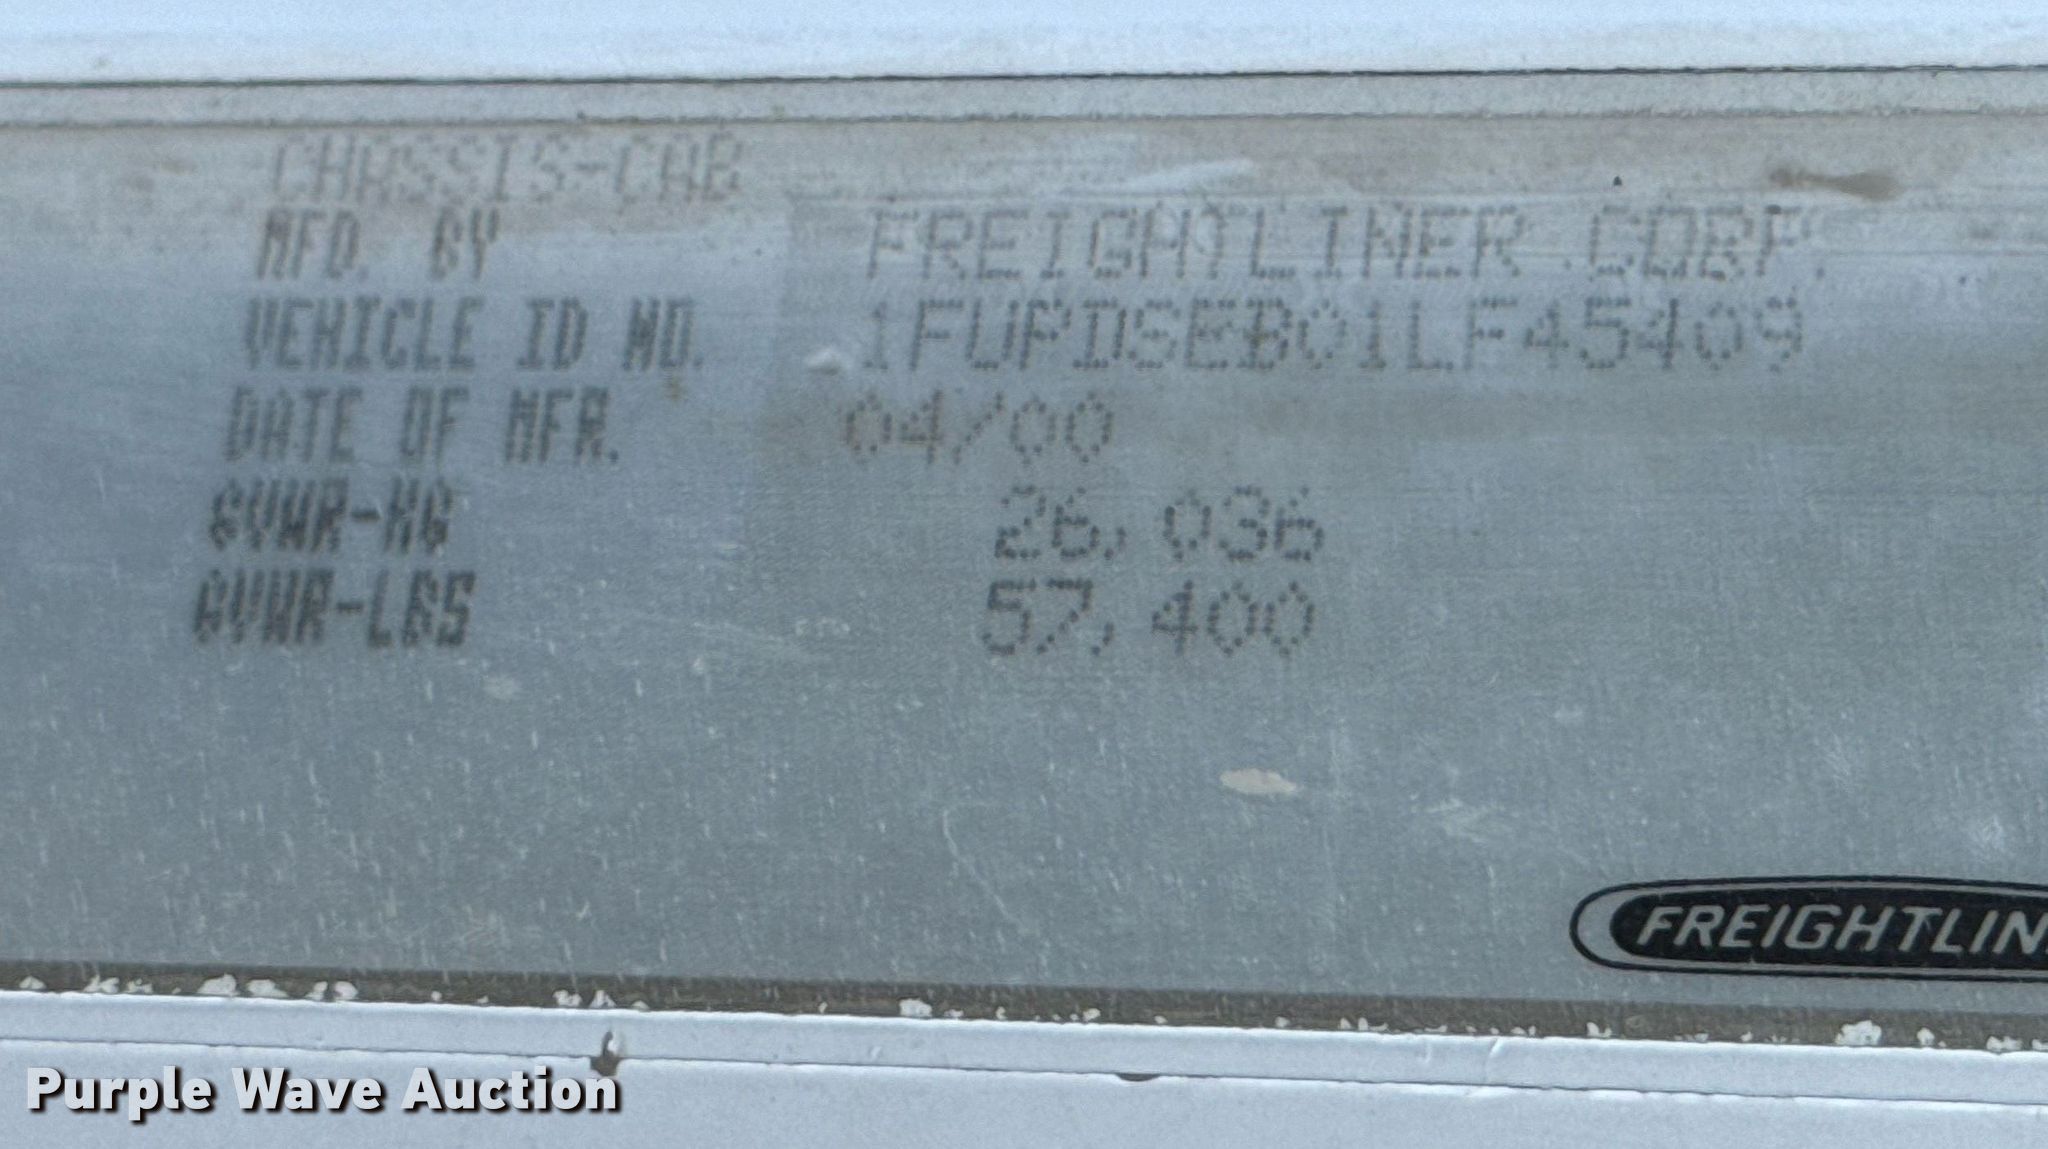 CHASSIS-CAB
MFD. BY FREIGHTLINER CORP.
VEHICLE ID NO. 1FUPDSEB01LF45409
DATE OF MFR. 04/00
GVWR-KG 26,036
GVWR-LBS 57,400
FREIGHTLIN
Purple Wave Auction